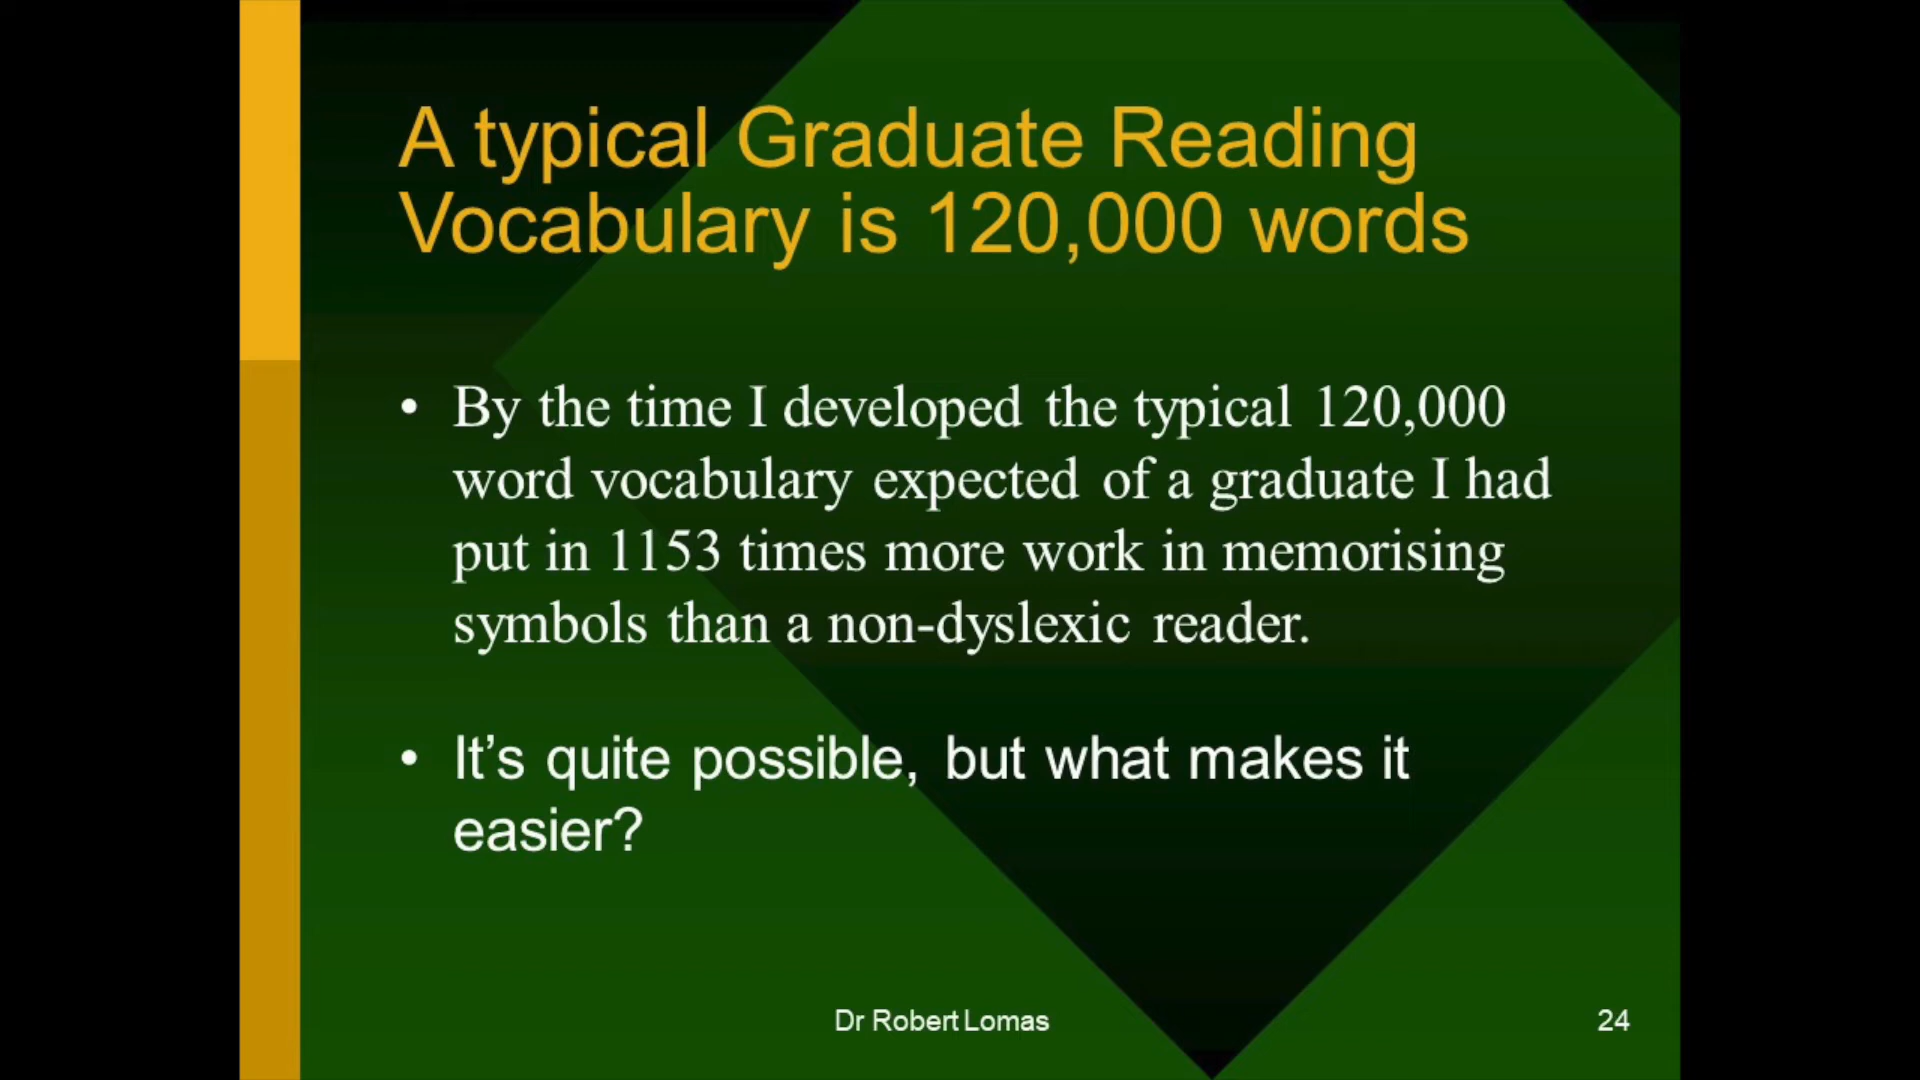 A typical Graduate Reading
Vocabulary is 120,000 words
• By the time I developed the typical 120,000
word vocabulary expected of a graduate I had
put in 1153 times more work in memorising
symbols than a non-dyslexic reader.
• It’s quite possible, but what makes it
easier?
Dr Robert Lomas
24